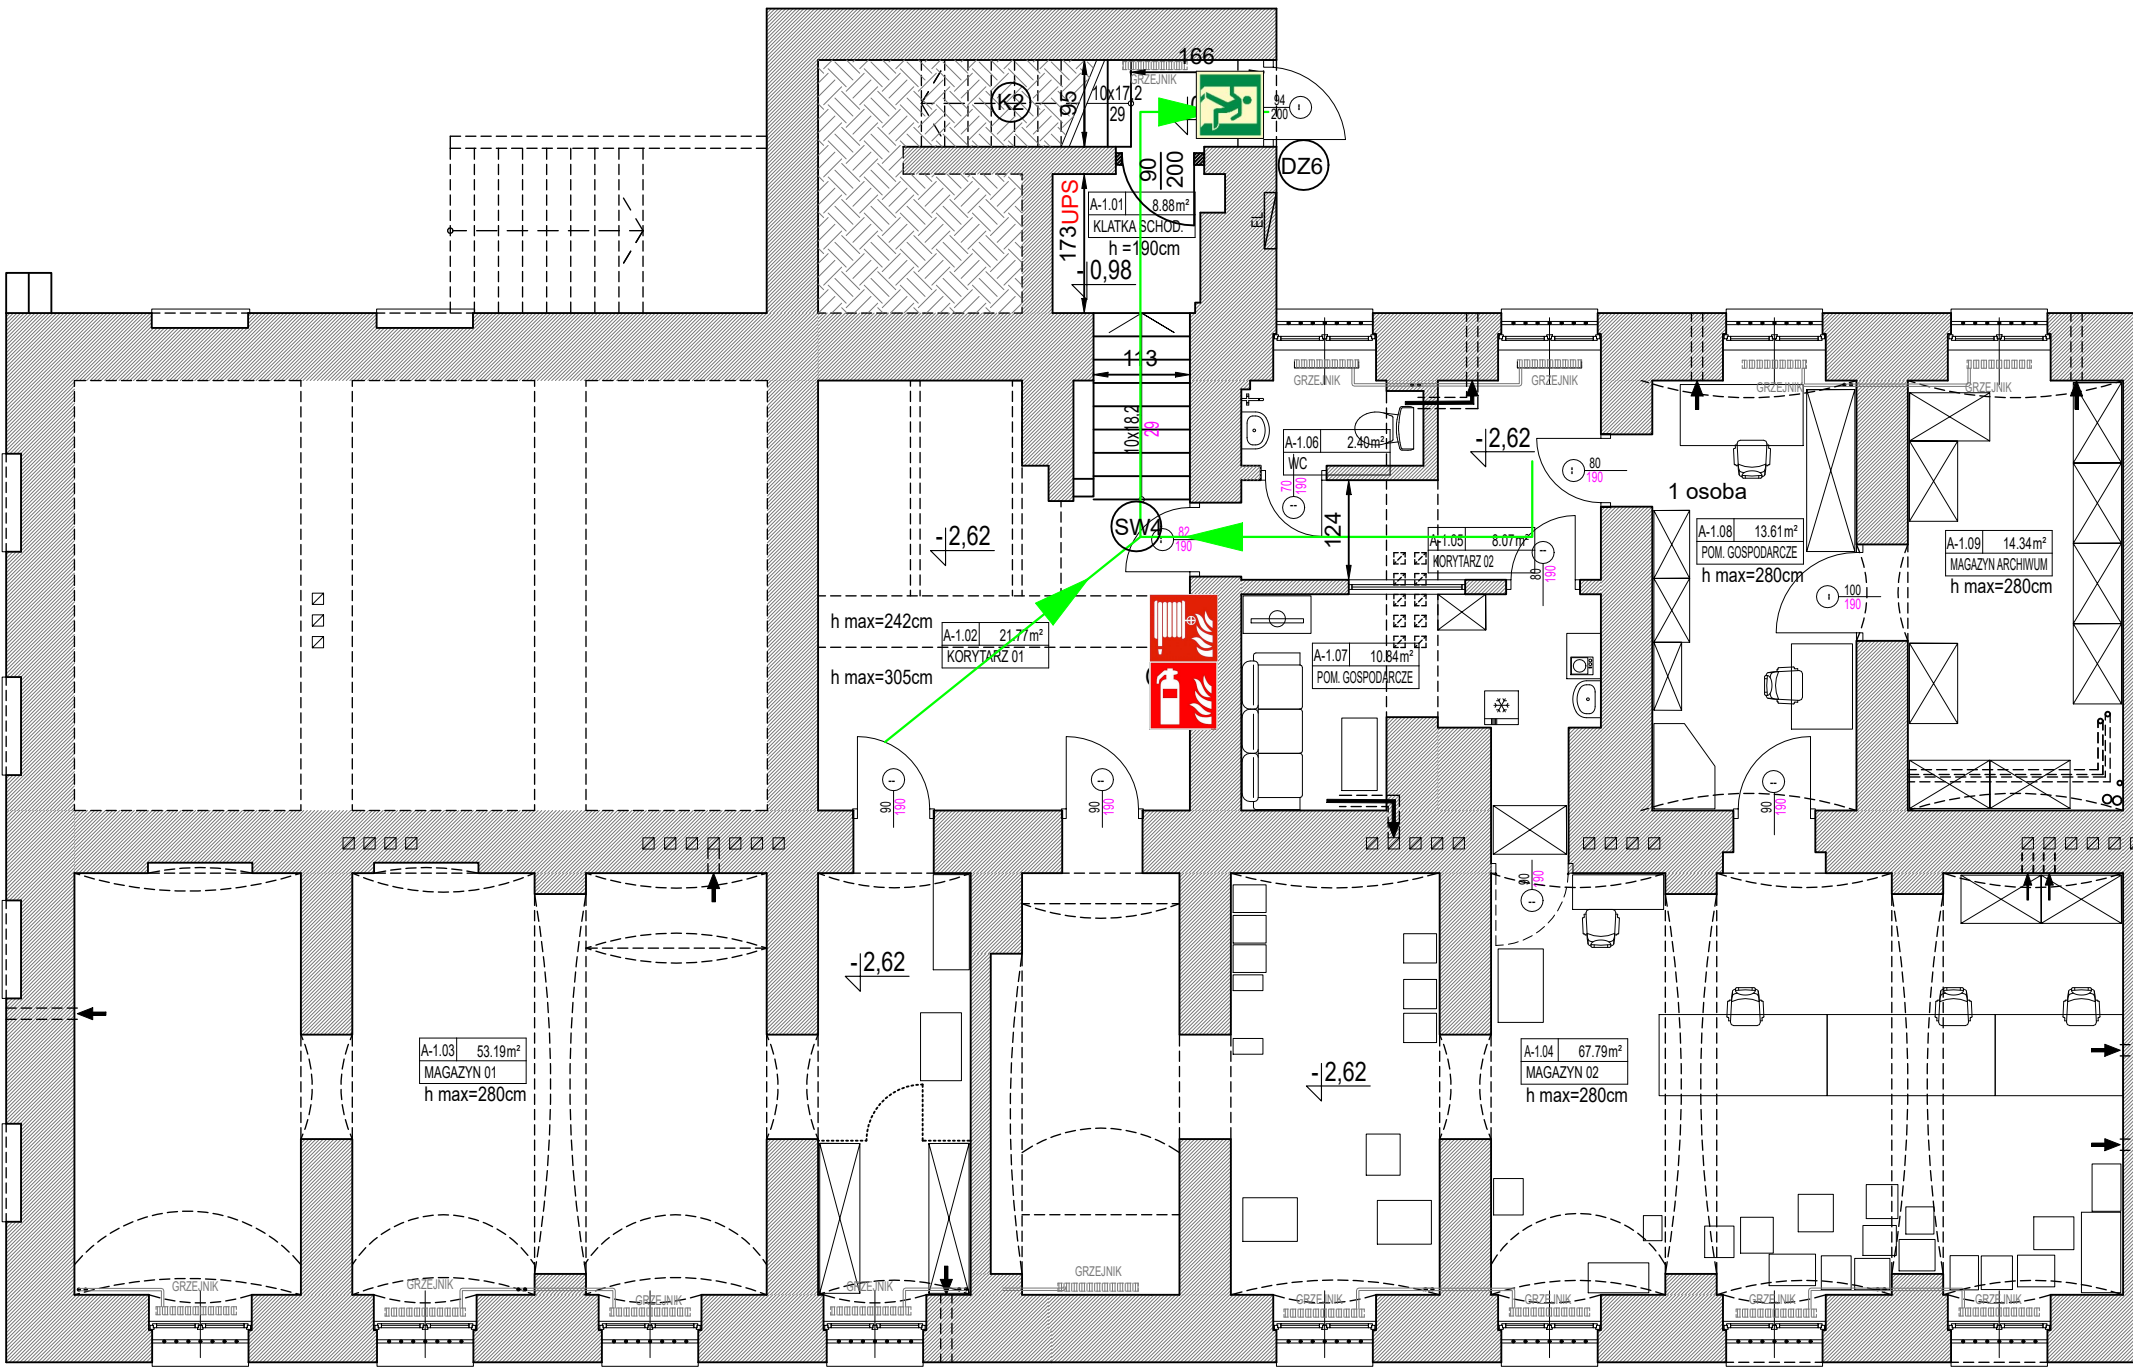 166
GRZEJNIK
K2
95
10x17,2
29
94
200
DZ6
90
200
173
UPS
A-1.01 8.88m²
KLATKA SCHOD.
h =190cm
EL
-0,98
113
10x18.2
29
GRZEJNIK
GRZEJNIK
GRZEJNIK
GRZEJNIK
A-1.06 2.40m²
WC
70
190
-2,62
80
190
1 osoba
-2,62
SW4
82
190
124
A-1.05 8.07m²
KORYTARZ 02
80
190
A-1.08 13.61m²
POM. GOSPODARCZE
h max=280cm
A-1.09 14.34m²
MAGAZYN ARCHIWUM
h max=280cm
100
190
h max=242cm
A-1.02 21.77m²
KORYTARZ 01
h max=305cm
A-1.07 10.84m²
POM. GOSPODARCZE
90
190
90
190
90
190
90
190
-2,62
A-1.03 53.19m²
MAGAZYN 01
h max=280cm
-2,62
A-1.04 67.79m²
MAGAZYN 02
h max=280cm
GRZEJNIK
GRZEJNIK
GRZEJNIK
GRZEJNIK
GRZEJNIK
GRZEJNIK
GRZEJNIK
GRZEJNIK
GRZEJNIK